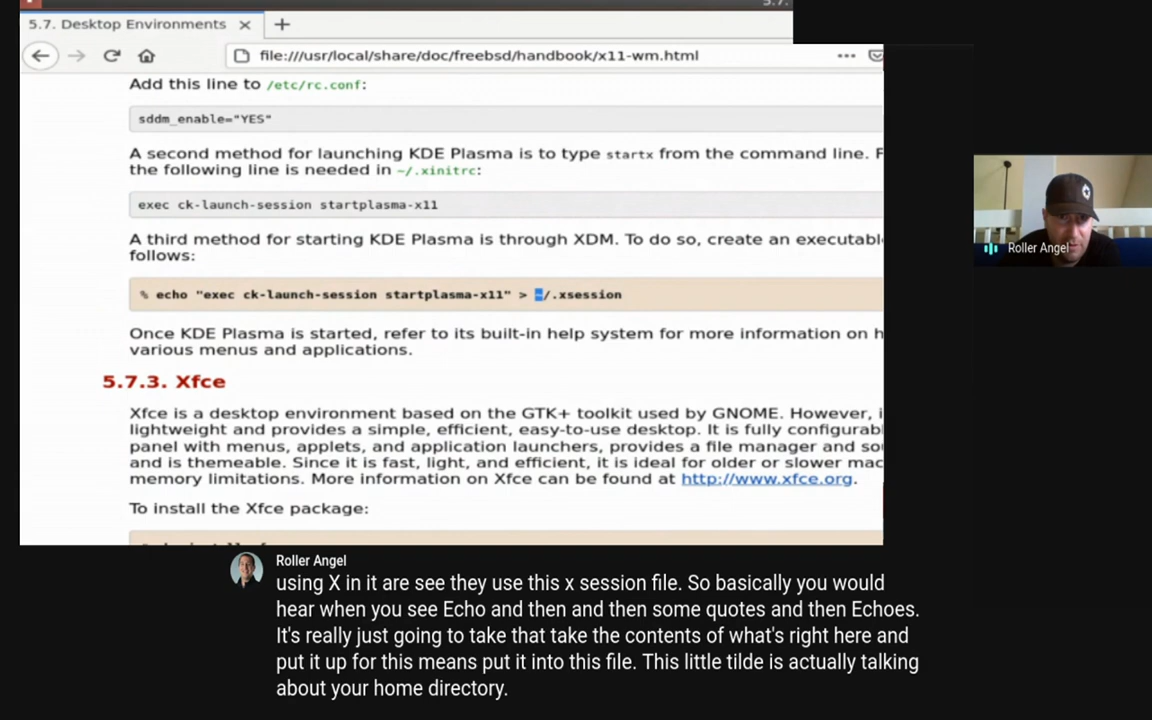 5.7.
5.7. Desktop Environments
file:///usr/local/share/doc/freebsd/handbook/x11-wm.html
Add this line to /etc/rc.conf:
sddm_enable="YES"
A second method for launching KDE Plasma is to type startx from the command line. F
the following line is needed in ~/.xinitrc:
exec ck-launch-session startplasma-x11
A third method for starting KDE Plasma is through XDM. To do so, create an executabl
follows:
% echo "exec ck-launch-session startplasma-x11" > ~/.xsession
Once KDE Plasma is started, refer to its built-in help system for more information on h
various menus and applications.
5.7.3. Xfce
Xfce is a desktop environment based on the GTK+ toolkit used by GNOME. However, i
lightweight and provides a simple, efficient, easy-to-use desktop. It is fully configurabl
panel with menus, applets, and application launchers, provides a file manager and so
and is themeable. Since it is fast, light, and efficient, it is ideal for older or slower mac
memory limitations. More information on Xfce can be found at http://www.xfce.org.
To install the Xfce package:
Roller Angel
Roller Angel
using X in it are see they use this x session file. So basically you would
hear when you see Echo and then and then some quotes and then Echoes.
It's really just going to take that take the contents of what's right here and
put it up for this means put it into this file. This little tilde is actually talking
about your home directory.